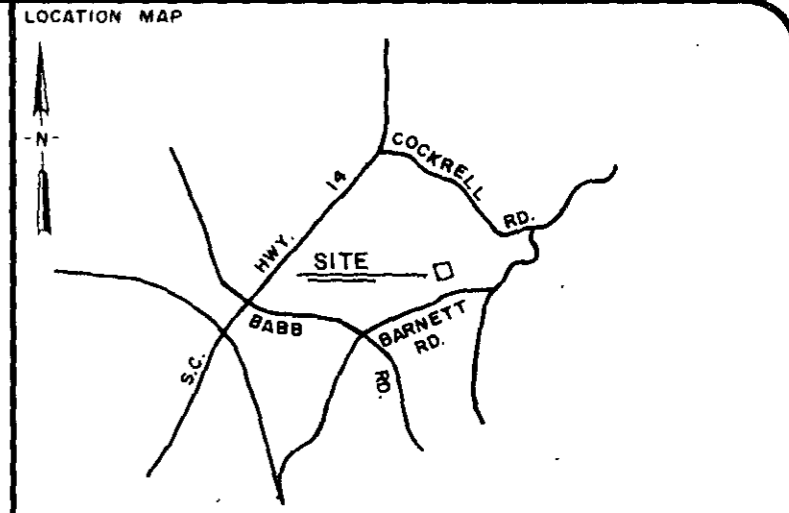 LOCATION MAP
-N-
COCKRELL RD.
S.C. HWY. 14
SITE
BABB RD.
BARNETT RD.